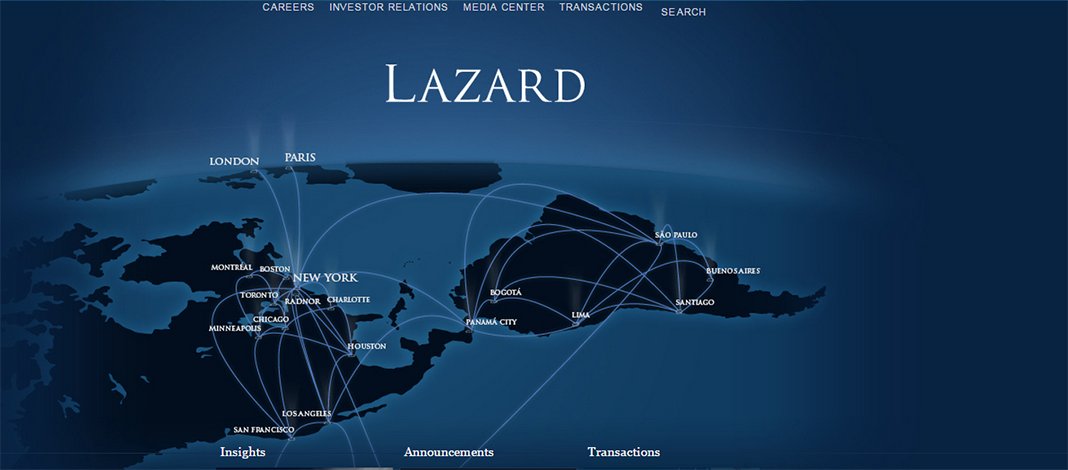 CAREERS INVESTOR RELATIONS MEDIA CENTER TRANSACTIONS SEARCH
LAZARD
LONDON PARIS
SÃO PAULO
MONTRÉAL BOSTON BUENOS AIRES
NEW YORK
BOGOTÁ
TORONTO RADNOR CHARLOTTE SANTIAGO
CHICAGO PANAMÁ CITY LIMA
MINNEAPOLIS
HOUSTON
LOS ANGELES
SAN FRANCISCO
Insights Announcements Transactions